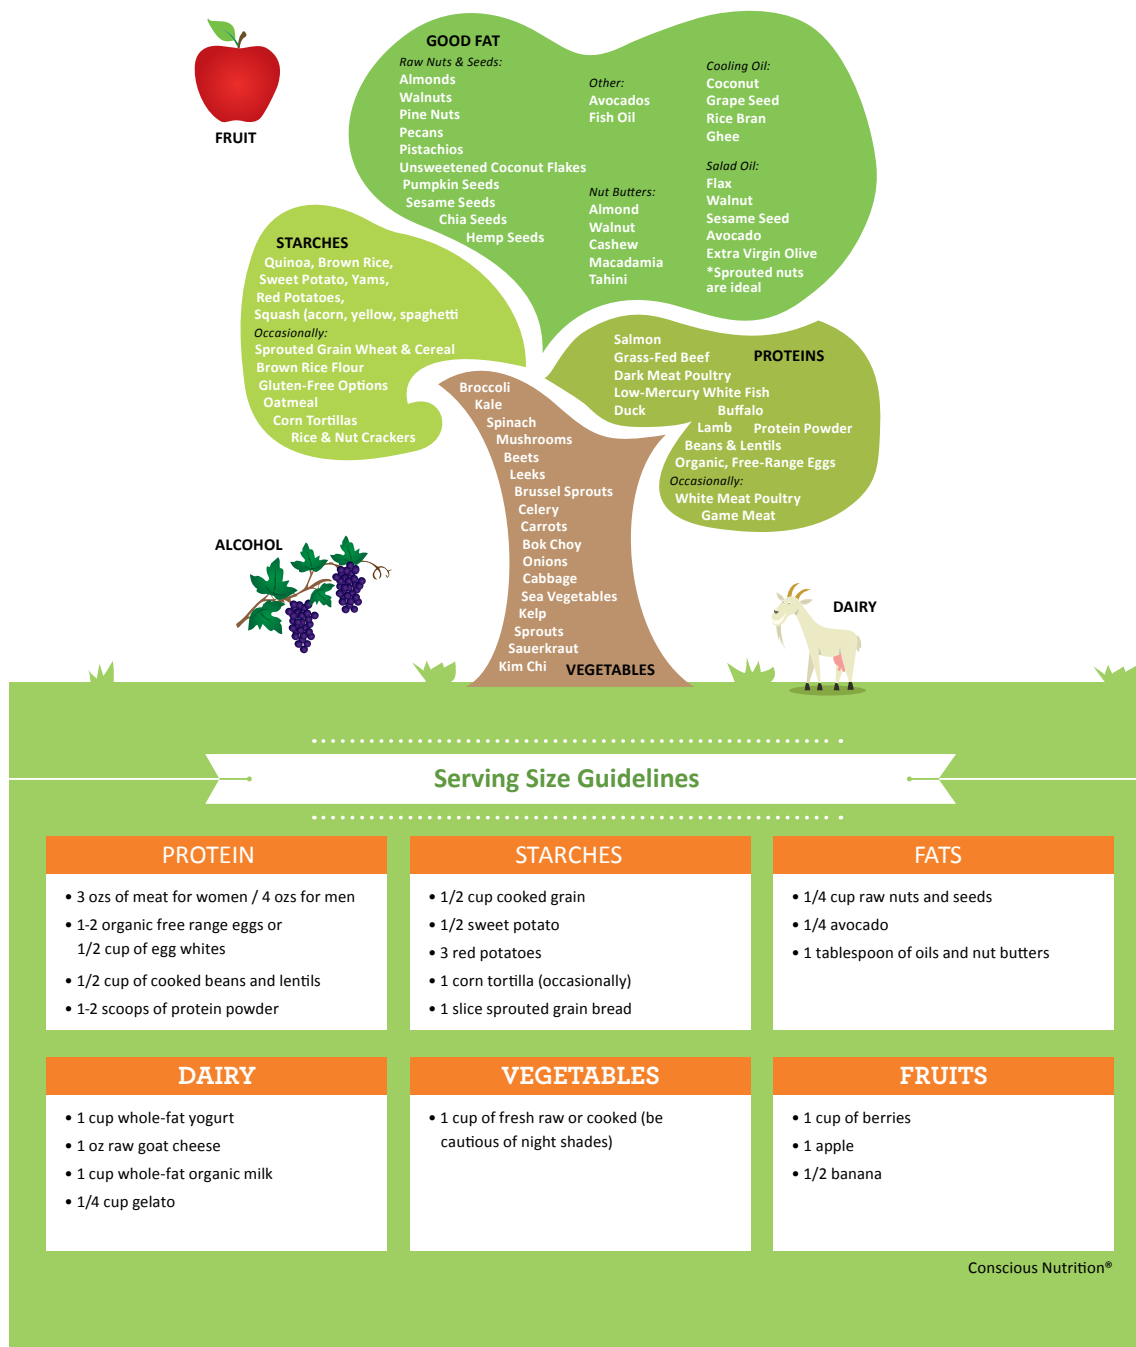 FRUIT
GOOD FAT
Raw Nuts & Seeds:
Almonds
Walnuts
Pine Nuts
Pecans
Pistachios
Unsweetened Coconut Flakes
Pumpkin Seeds
Sesame Seeds
Chia Seeds
Hemp Seeds
Other:
Avocados
Fish Oil
Nut Butters:
Almond
Walnut
Cashew
Macadamia
Tahini
Cooling Oil:
Coconut
Grape Seed
Rice Bran
Ghee
Salad Oil:
Flax
Walnut
Sesame Seed
Avocado
Extra Virgin Olive
*Sprouted nuts
are ideal
STARCHES
Quinoa, Brown Rice,
Sweet Potato, Yams,
Red Potatoes,
Squash (acorn, yellow, spaghetti
Occasionally:
Sprouted Grain Wheat & Cereal
Brown Rice Flour
Gluten-Free Options
Oatmeal
Corn Tortillas
Rice & Nut Crackers
PROTEINS
Salmon
Grass-Fed Beef
Dark Meat Poultry
Low-Mercury White Fish
Duck Buffalo
Lamb Protein Powder
Beans & Lentils
Organic, Free-Range Eggs
Occasionally:
White Meat Poultry
Game Meat
Broccoli
Kale
Spinach
Mushrooms
Beets
Leeks
Brussel Sprouts
Celery
Carrots
Bok Choy
Onions
Cabbage
Sea Vegetables
Kelp
Sprouts
Sauerkraut
Kim Chi
VEGETABLES
ALCOHOL
DAIRY
Serving Size Guidelines
PROTEIN
• 3 ozs of meat for women / 4 ozs for men
• 1-2 organic free range eggs or
1/2 cup of egg whites
• 1/2 cup of cooked beans and lentils
• 1-2 scoops of protein powder
STARCHES
• 1/2 cup cooked grain
• 1/2 sweet potato
• 3 red potatoes
• 1 corn tortilla (occasionally)
• 1 slice sprouted grain bread
FATS
• 1/4 cup raw nuts and seeds
• 1/4 avocado
• 1 tablespoon of oils and nut butters
DAIRY
• 1 cup whole-fat yogurt
• 1 oz raw goat cheese
• 1 cup whole-fat organic milk
• 1/4 cup gelato
VEGETABLES
• 1 cup of fresh raw or cooked (be
cautious of night shades)
FRUITS
• 1 cup of berries
• 1 apple
• 1/2 banana
Conscious Nutrition®